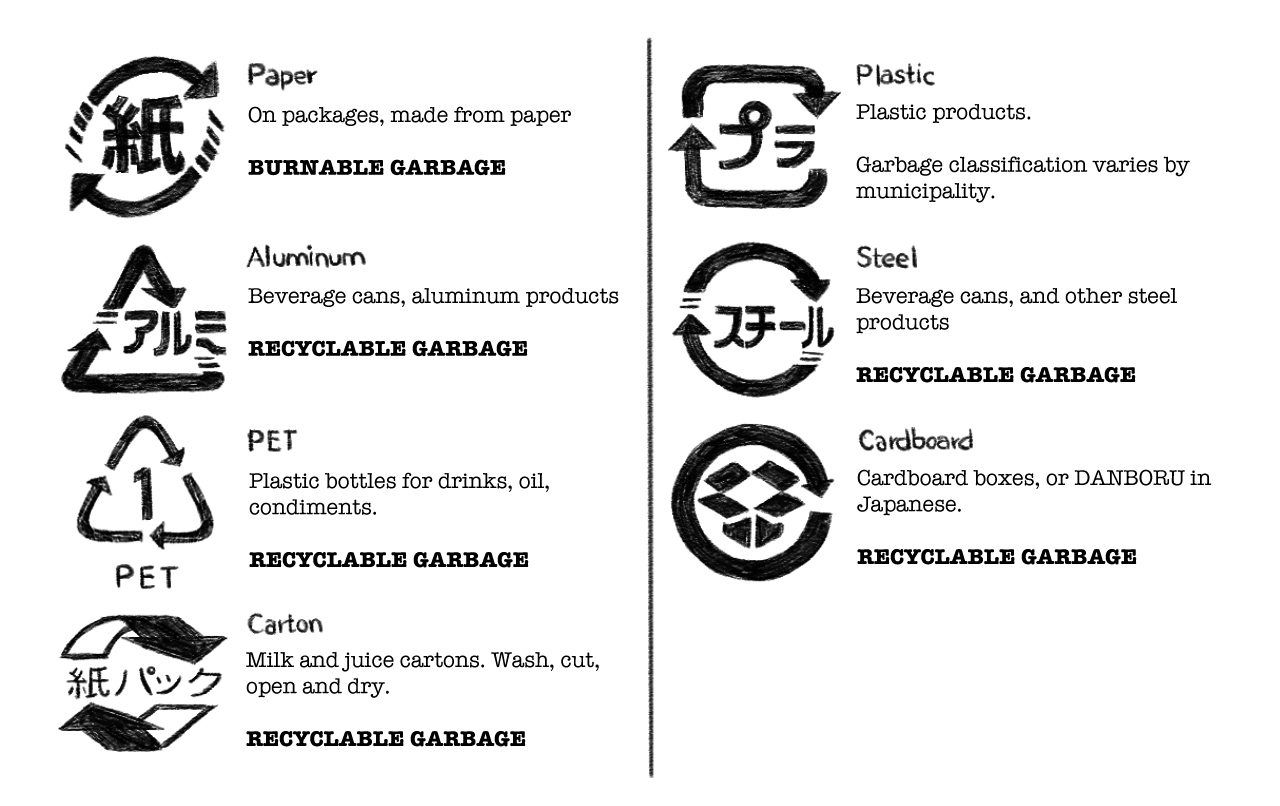 紙
Paper
On packages, made from paper
BURNABLE GARBAGE
アルミ
Aluminum
Beverage cans, aluminum products
RECYCLABLE GARBAGE
1
PET
PET
Plastic bottles for drinks, oil,
condiments.
RECYCLABLE GARBAGE
紙パック
Carton
Milk and juice cartons. Wash, cut,
open and dry.
RECYCLABLE GARBAGE
プラ
Plastic
Plastic products.
Garbage classification varies by
municipality.
スチール
Steel
Beverage cans, and other steel
products
RECYCLABLE GARBAGE
Cardboard
Cardboard boxes, or DANBORU in
Japanese.
RECYCLABLE GARBAGE